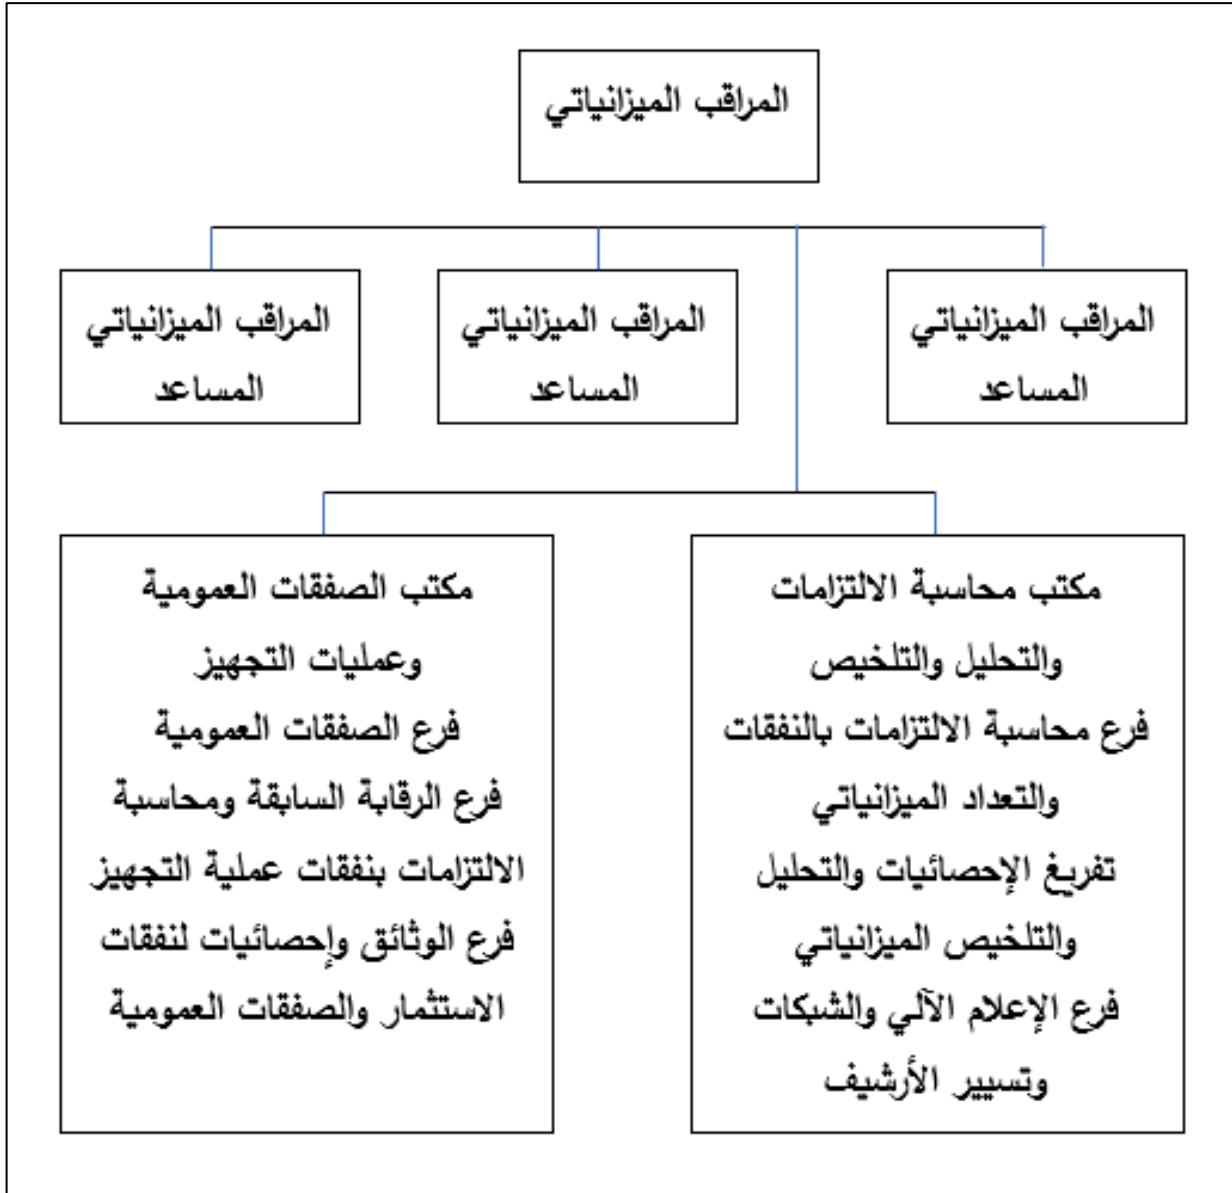 المراقب الميزانياتي
المراقب الميزانياتي
المساعد
المراقب الميزانياتي
المساعد
المراقب الميزانياتي
المساعد
مكتب محاسبة الالتزامات
والتحليل والتلخيص
فرع محاسبة الالتزامات بالنفقات
والتعداد الميزانياتي
تفريغ الإحصائيات والتحليل
والتلخيص الميزانياتي
فرع الإعلام الآلي والشبكات
وتسيير الأرشيف
مكتب الصفقات العمومية
وعمليات التجهيز
فرع الصفقات العمومية
فرع الرقابة السابقة ومحاسبة
الالتزامات بنفقات عملية التجهيز
فرع الوثائق وإحصائيات لنفقات
الاستثمار والصفقات العمومية